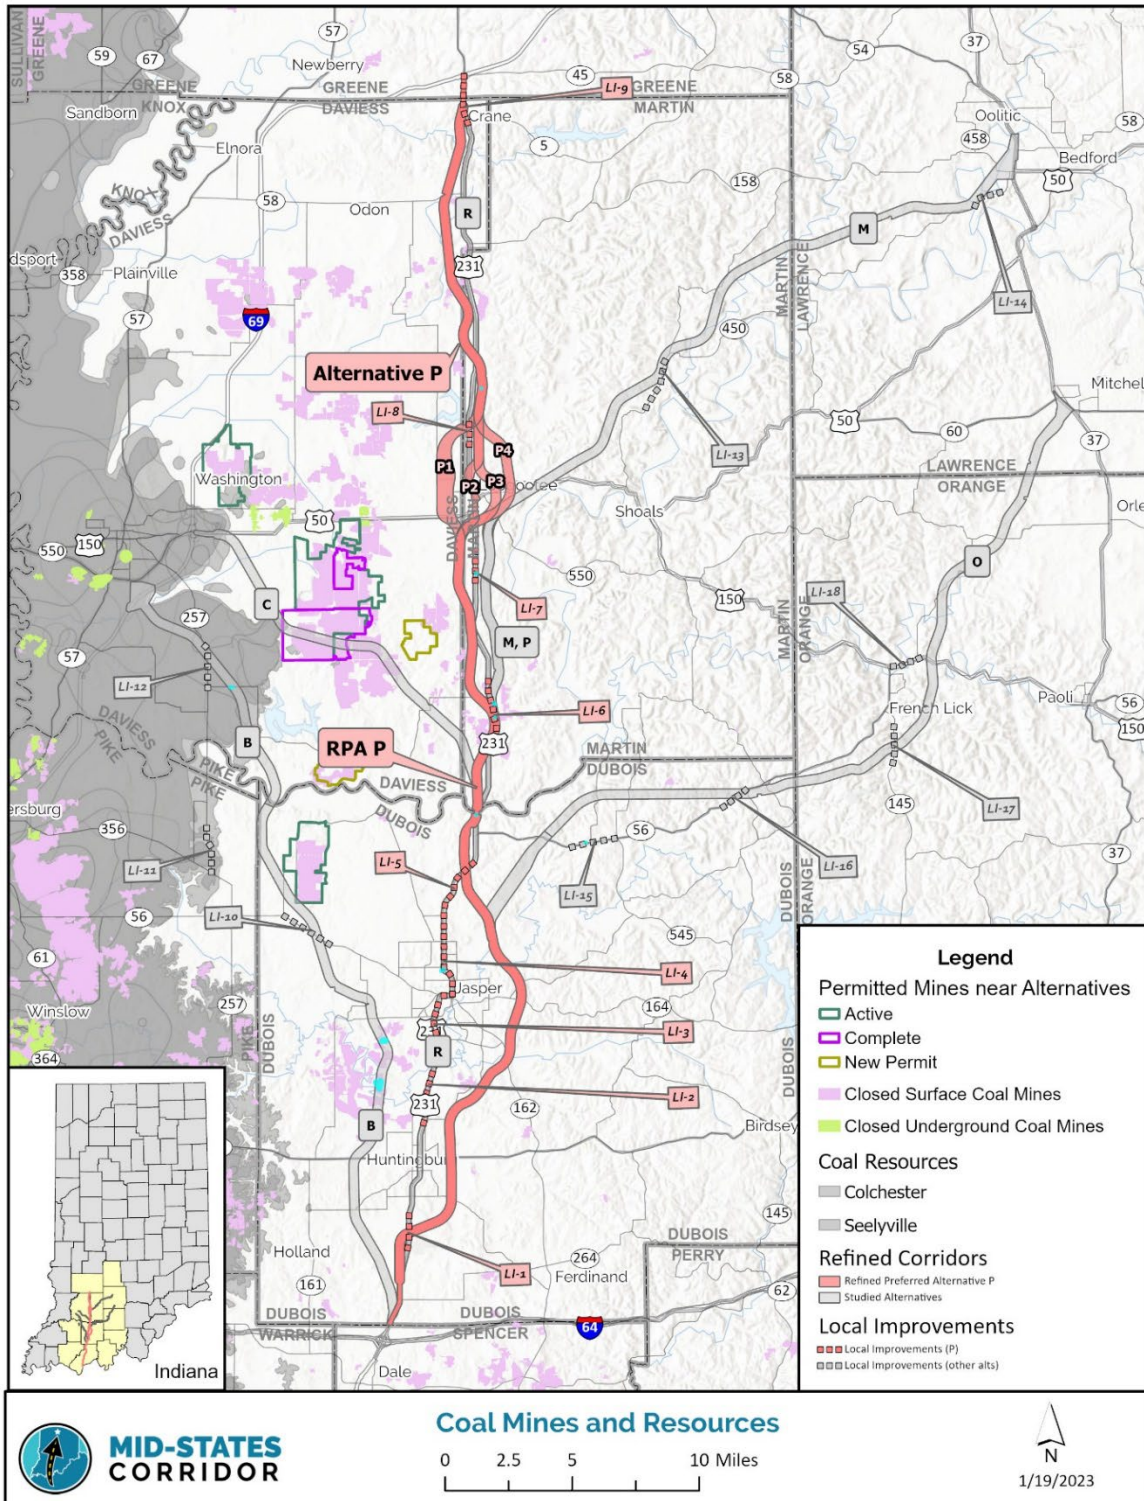 SULLIVAN
GREENE
59
67
57
Newberry
Sandborn
GREENE
KNOX
GREENE
DAVIESS
45
LI-9
GREENE
MARTIN
58
54
37
Elnora
Crane
5
Oolitic
458
58
Bedford
50
KNOX
DAVIESS
58
Odon
R
158
M
dsport
358
Plainville
231
MARTIN
LAWRENCE
LI-14
57
69
450
Alternative P
LI-8
Mitchel
P1
P2
P3
P4
50
60
37
LI-13
Washington
LAWRENCE
ORANGE
Shoals
Orle
50
DAVIESS
550
150
550
LI-7
150
O
LI-18
C
257
M, P
MARTIN
ORANGE
57
LI-12
Paoli
56
150
LI-6
French Lick
DAVIESS
PIKE
B
RPA P
231
MARTIN
DUBOIS
PIKE
PIKE
DAVIESS
DUBOIS
ersburg
356
145
LI-17
56
LI-5
LI-16
37
LI-11
LI-15
DUBOIS
ORANGE
56
LI-10
545
61
LI-4
Jasper
257
164
Winslow
231
LI-3
364
PIKE
DUBOIS
R
DUBOIS
LI-2
231
162
B
Birdsey
Huntingbur
145
Holland
DUBOIS
PERRY
264
LI-1
Ferdinand
161
62
DUBOIS
WARRICK
DUBOIS
SPENCER
64
Dale
Indiana
Legend
Permitted Mines near Alternatives
Active
Complete
New Permit
Closed Surface Coal Mines
Closed Underground Coal Mines
Coal Resources
Colchester
Seelyville
Refined Corridors
Refined Preferred Alternative P
Studied Alternatives
Local Improvements
Local Improvements (P)
Local Improvements (other alts)
MID-STATES
CORRIDOR
Coal Mines and Resources
0 2.5 5 10 Miles
N
1/19/2023